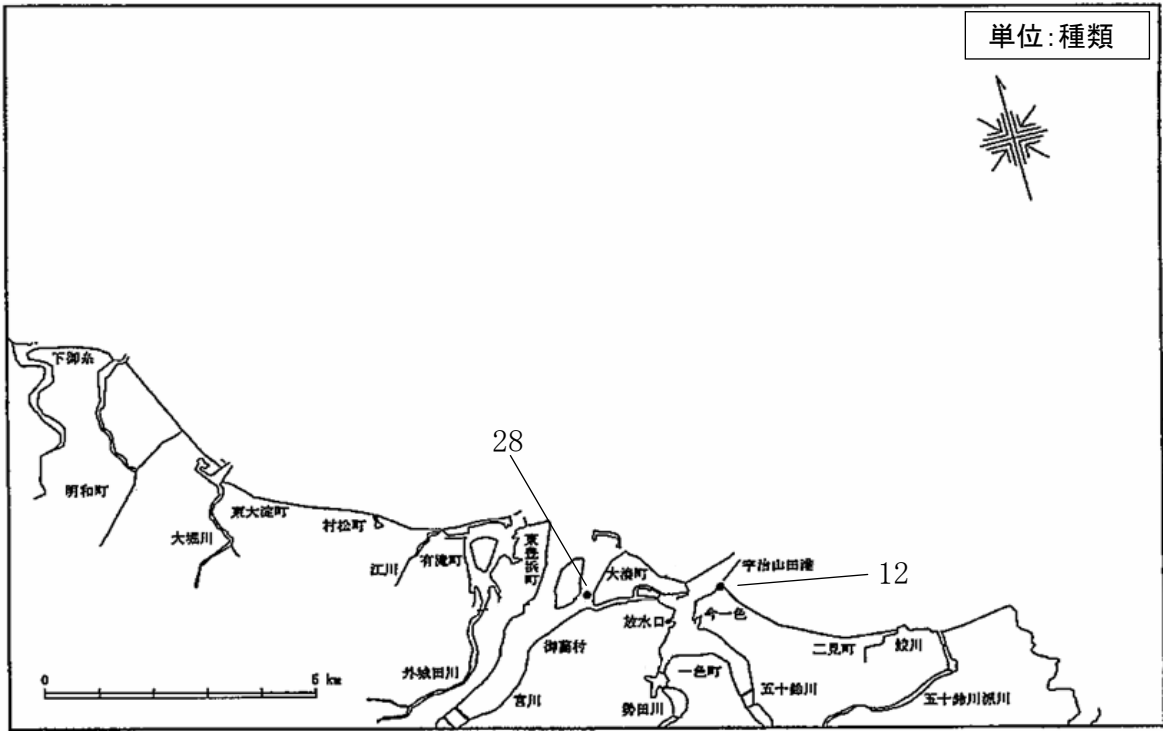 単位：種類
下御糸
28
明和町
東大淀町
村松町
大堀川
江川
有滝町
東豊浜町
大湊町
宇治山田港
12
放水口
今一色
御薗村
二見町
鮫川
外城田川
一色町
五十鈴川
0
6 km
宮川
勢田川
五十鈴川派川